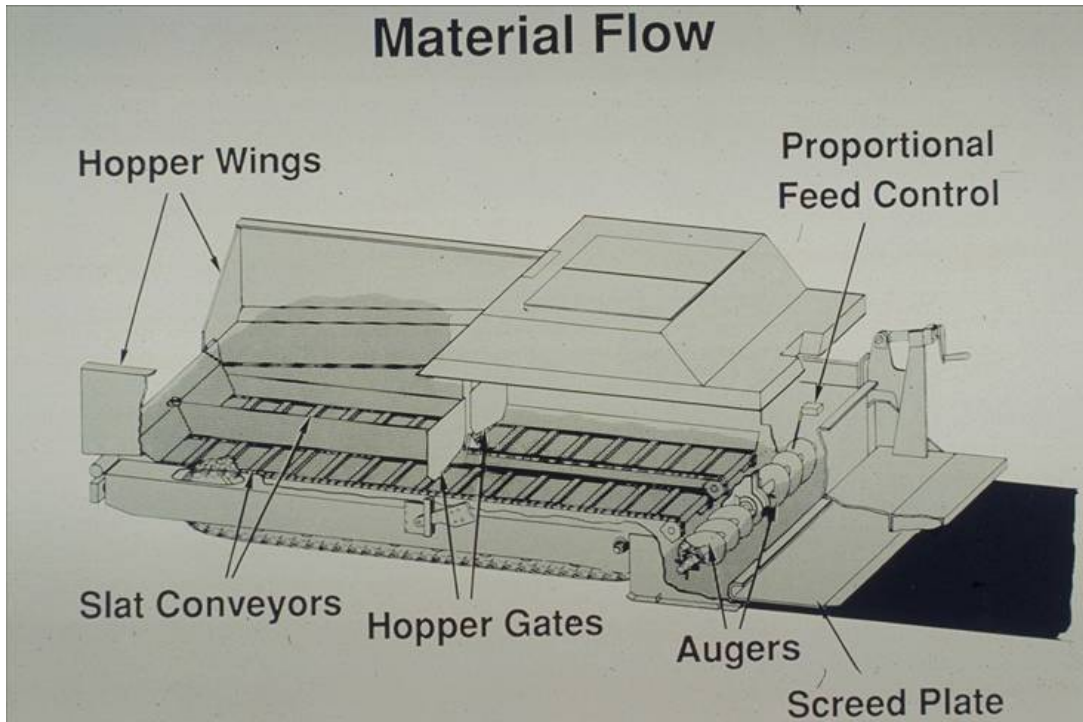 Material Flow
Hopper Wings
Proportional
Feed Control
Slat Conveyors
Hopper Gates
Augers
Screed Plate